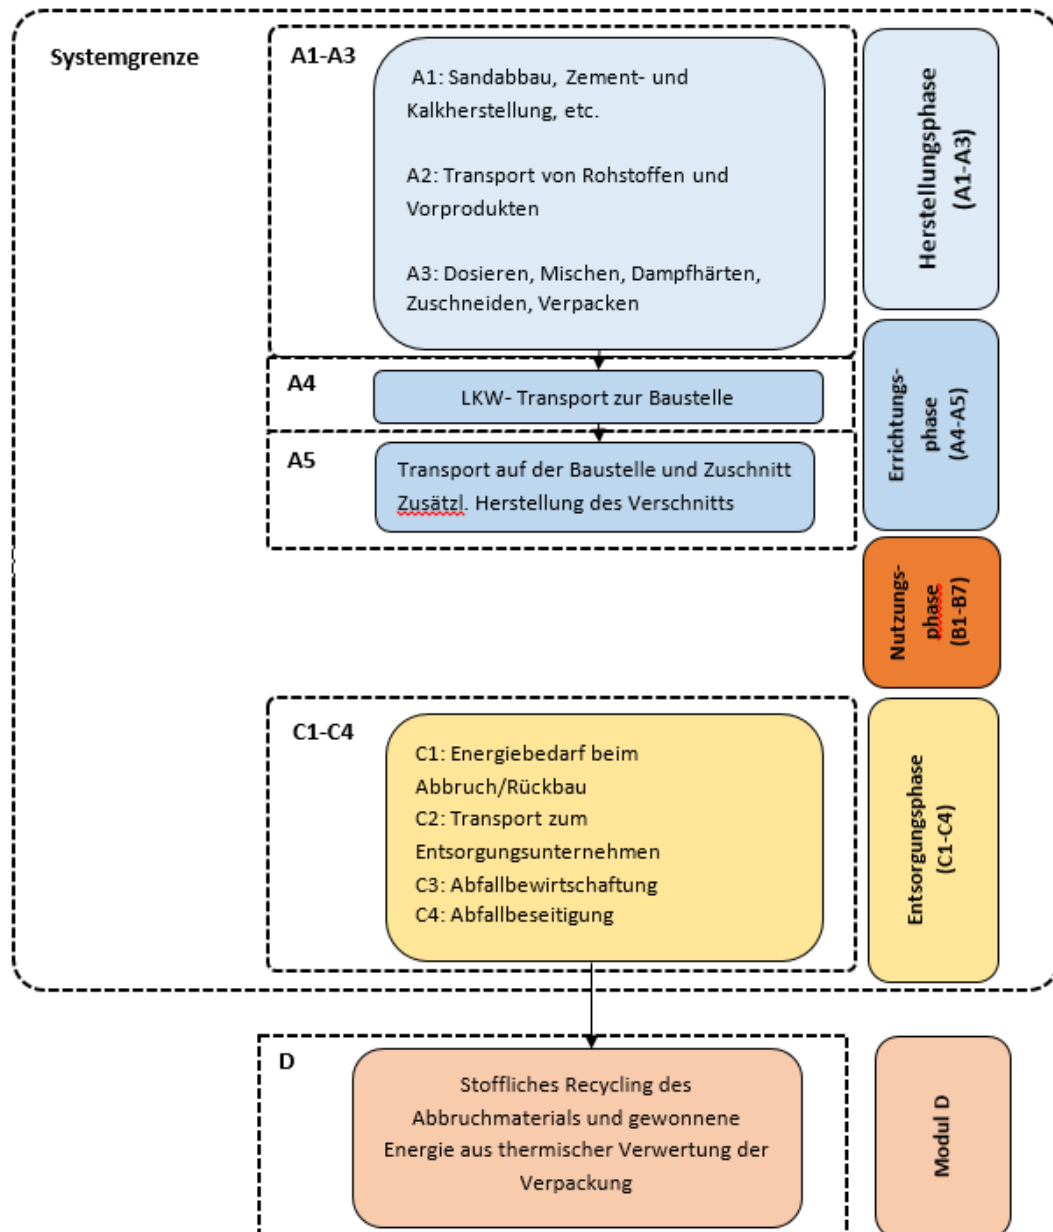 Systemgrenze
A1-A3
A1: Sandabbau, Zement- und
Kalkherstellung, etc.
A2: Transport von Rohstoffen und
Vorprodukten
A3: Dosieren, Mischen, Dampfhärten,
Zuschneiden, Verpacken
Herstellungsphase
(A1-A3)
A4
LKW- Transport zur Baustelle
A5
Transport auf der Baustelle und Zuschnitt
Zusätzl. Herstellung des Verschnitts
Errichtungs-
phase
(A4-A5)
Nutzungs-
phase
(B1-B7)
C1-C4
C1: Energiebedarf beim
Abbruch/Rückbau
C2: Transport zum
Entsorgungsunternehmen
C3: Abfallbewirtschaftung
C4: Abfallbeseitigung
Entsorgungsphase
(C1-C4)
D
Stoffliches Recycling des
Abbruchmaterials und gewonnene
Energie aus thermischer Verwertung der
Verpackung
Modul D